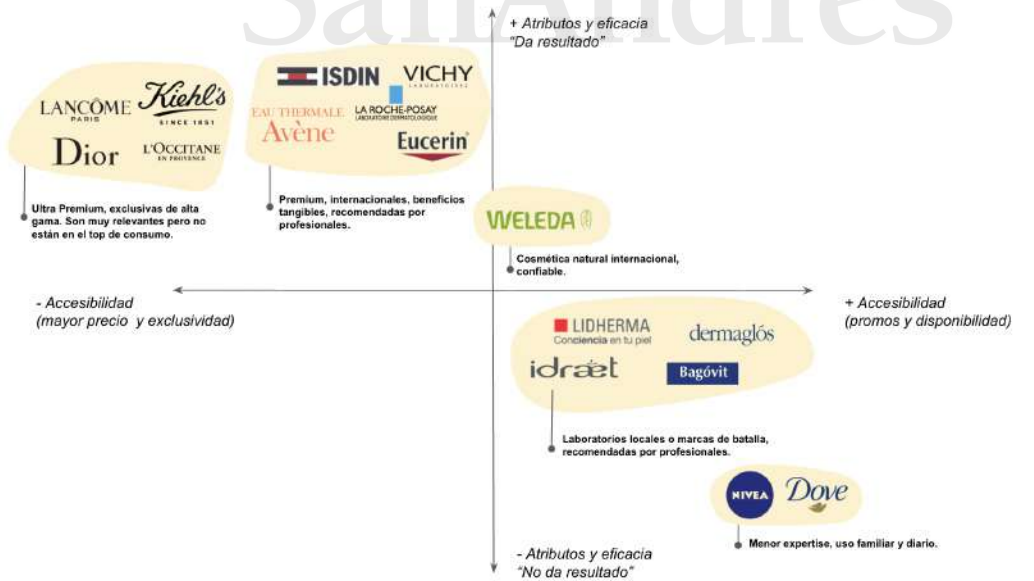 SanAndrés
+ Atributos y eficacia
"Da resultado"
LANCÔME
PARIS
Kiehl's
SINCE 1851
Dior
L'OCCITANE
EN PROVENCE
ISDIN
VICHY
LABORATOIRES
EAU THERMALE
Avène
LA ROCHE-POSAY
LABORATOIRE DERMATOLOGIQUE
Eucerin
Ultra Premium, exclusivas de alta
gama. Son muy relevantes pero no
están en el top de consumo.
Premium, internacionales, beneficios
tangibles, recomendadas por
profesionales.
WELEDA
Cosmética natural internacional,
confiable.
- Accesibilidad
(mayor precio y exclusividad)
+ Accesibilidad
(promos y disponibilidad)
LIDHERMA
Conciencia en tu piel
dermaglós
idræt
Bagóvit
Laboratorios locales o marcas de batalla,
recomendadas por profesionales.
NIVEA
Dove
Menor expertise, uso familiar y diario.
- Atributos y eficacia
"No da resultado"